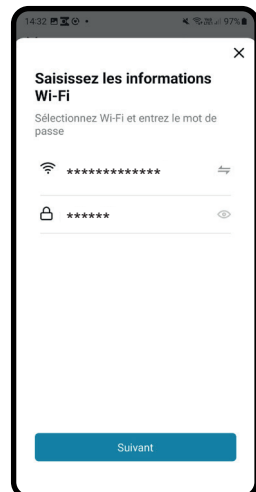 14:32 97%
Saisissez les informations
Wi-Fi
Sélectionnez Wi-Fi et entrez le mot de
passe
*************
******
Suivant